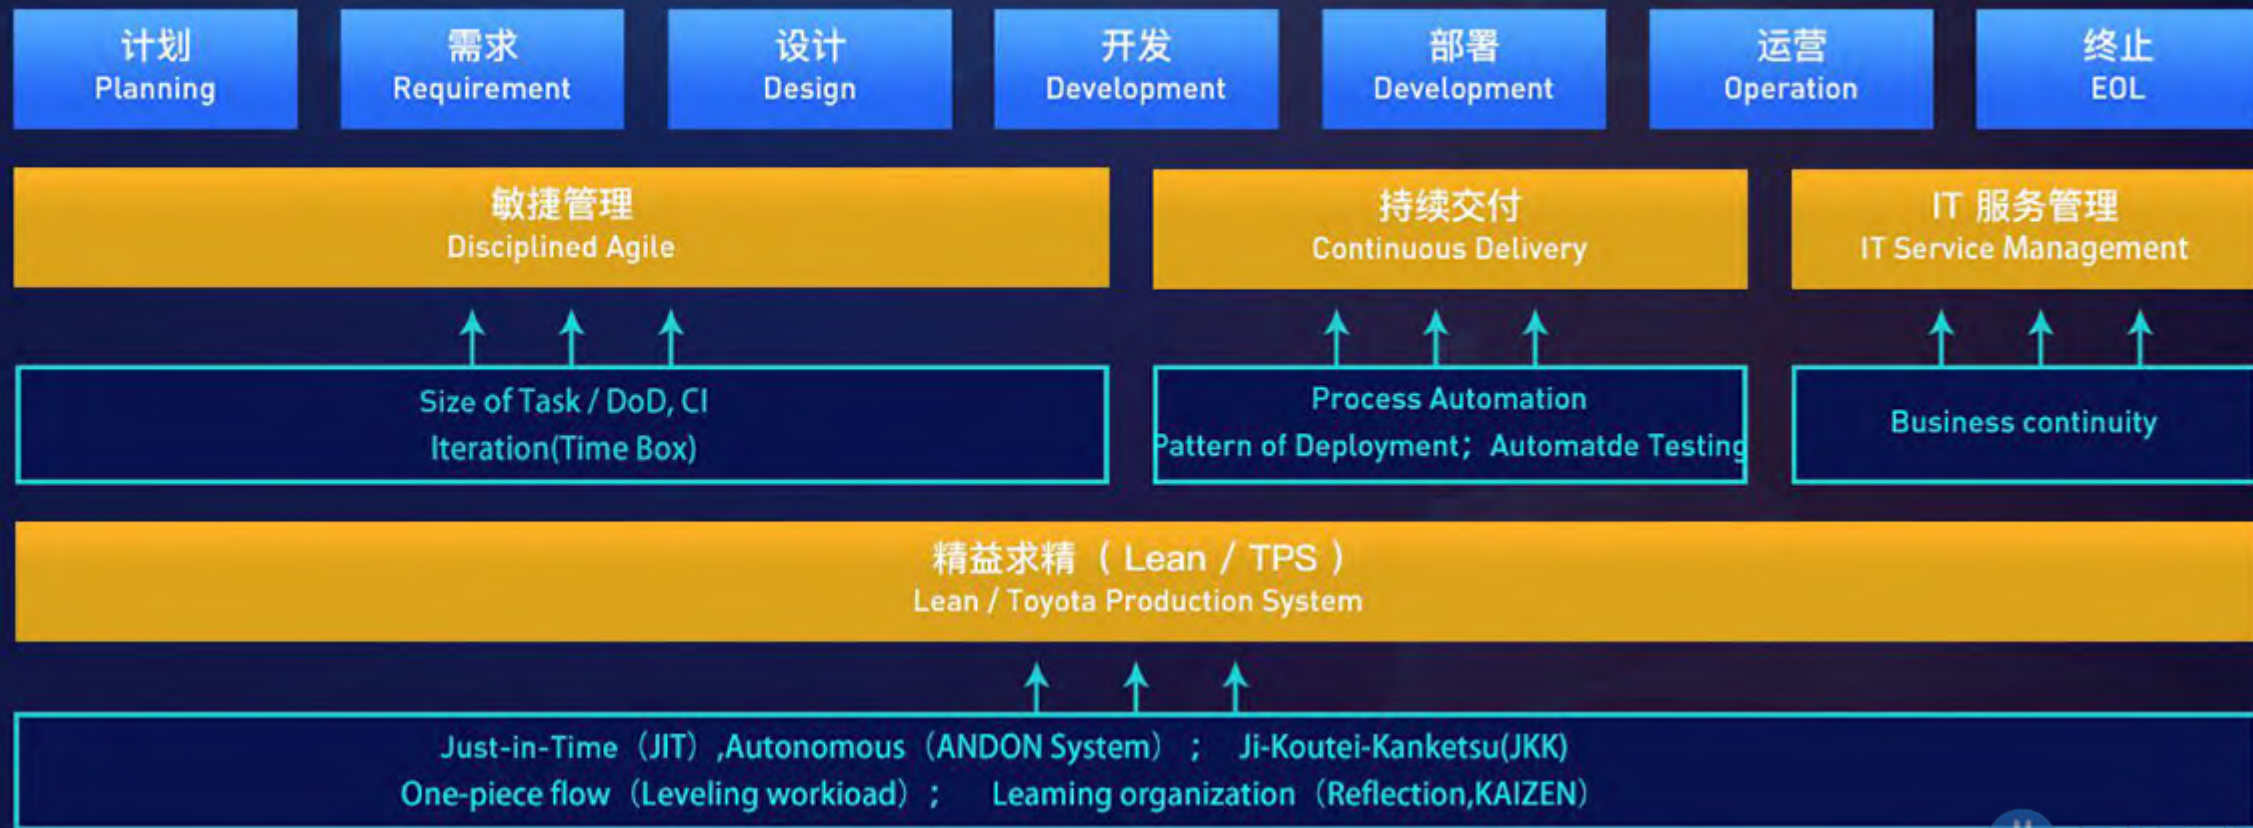 计划
Planning
需求
Requirement
设计
Design
开发
Development
部署
Development
运营
Operation
终止
EOL
敏捷管理
Disciplined Agile
持续交付
Continuous Delivery
IT 服务管理
IT Service Management
Size of Task / DoD, CI
Iteration(Time Box)
Process Automation
Pattern of Deployment；Automatde Testing
Business continuity
精益求精（ Lean / TPS ）
Lean / Toyota Production System
Just-in-Time（JIT）,Autonomous（ANDON System）； Ji-Koutei-Kanketsu(JKK)
One-piece flow（Leveling workioad）； Leaming organization（Reflection,KAIZEN）